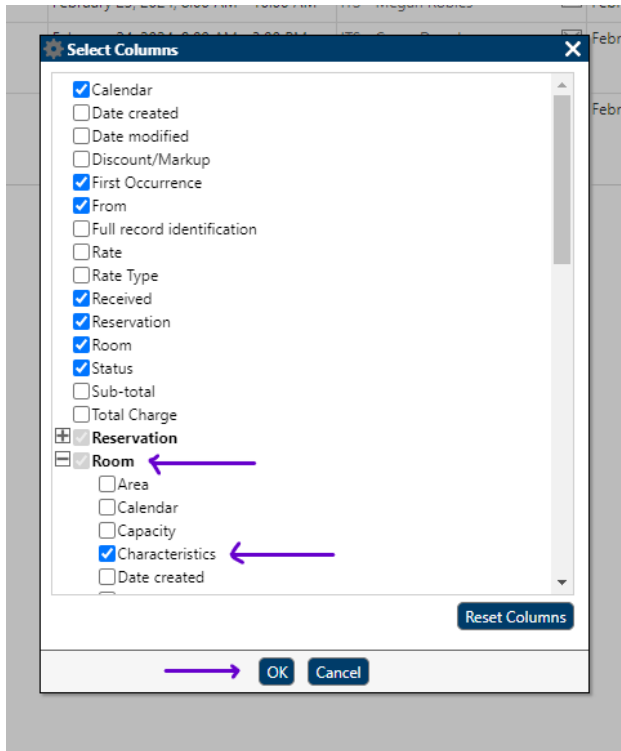 Select Columns
Febr
Febr
Calendar
Date created
Date modified
Discount/Markup
First Occurrence
From
Full record identification
Rate
Rate Type
Received
Reservation
Room
Status
Sub-total
Total Charge
Reservation
Room
Area
Calendar
Capacity
Characteristics
Date created
Reset Columns
OK Cancel